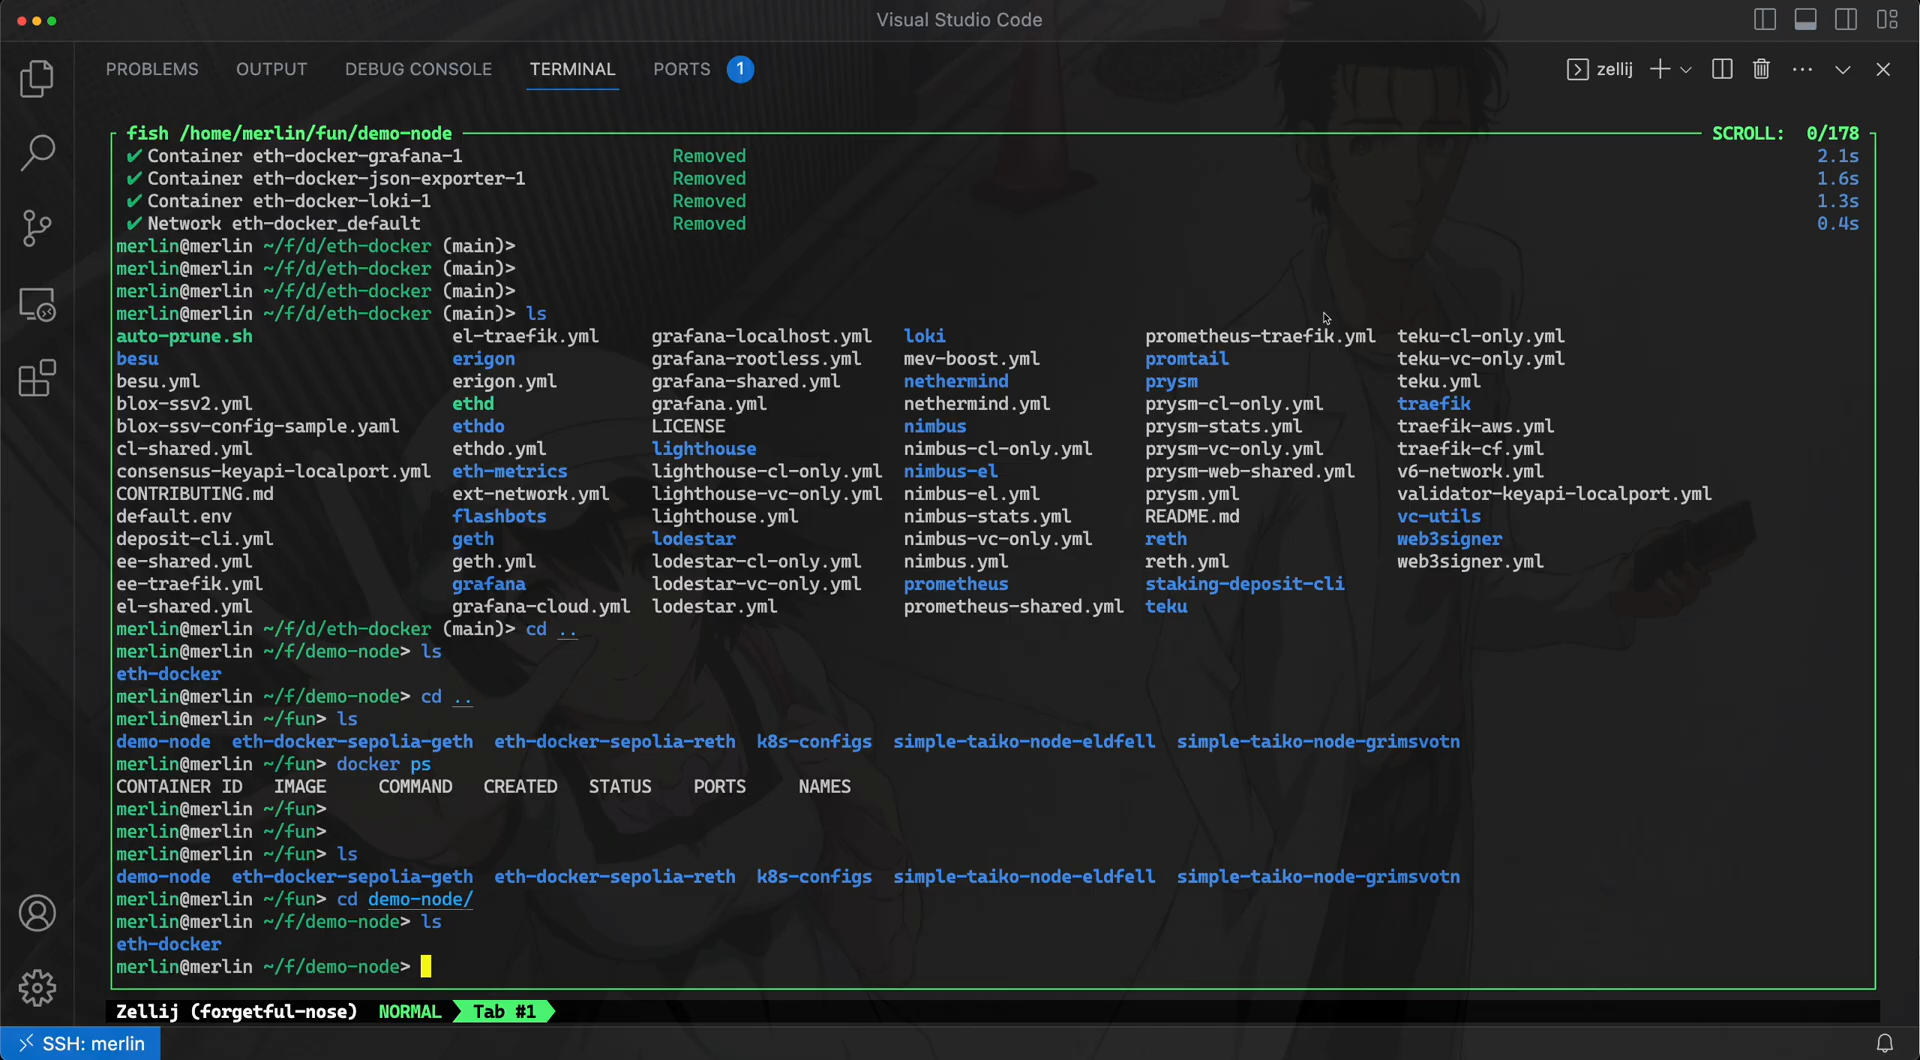 Visual Studio Code
PROBLEMS OUTPUT DEBUG CONSOLE TERMINAL PORTS 1 zellij
fish /home/merlin/fun/demo-node SCROLL: 0/178
✔ Container eth-docker-grafana-1 Removed 2.1s
✔ Container eth-docker-json-exporter-1 Removed 1.6s
✔ Container eth-docker-loki-1 Removed 1.3s
✔ Network eth-docker_default Removed 0.4s
merlin@merlin ~/f/d/eth-docker (main)>
merlin@merlin ~/f/d/eth-docker (main)>
merlin@merlin ~/f/d/eth-docker (main)>
merlin@merlin ~/f/d/eth-docker (main)> ls
auto-prune.sh el-traefik.yml grafana-localhost.yml loki prometheus-traefik.yml teku-cl-only.yml
besu erigon grafana-rootless.yml mev-boost.yml promtail teku-vc-only.yml
besu.yml erigon.yml grafana-shared.yml nethermind prysm teku.yml
blox-ssv2.yml ethd grafana.yml nethermind.yml prysm-cl-only.yml traefik
blox-ssv-config-sample.yaml ethdo LICENSE nimbus prysm-stats.yml traefik-aws.yml
cl-shared.yml ethdo.yml lighthouse nimbus-cl-only.yml prysm-vc-only.yml traefik-cf.yml
consensus-keyapi-localport.yml eth-metrics lighthouse-cl-only.yml nimbus-el prysm-web-shared.yml v6-network.yml
CONTRIBUTING.md ext-network.yml lighthouse-vc-only.yml nimbus-el.yml prysm.yml validator-keyapi-localport.yml
default.env flashbots lighthouse.yml nimbus-stats.yml README.md vc-utils
deposit-cli.yml geth lodestar nimbus-vc-only.yml reth web3signer
ee-shared.yml geth.yml lodestar-cl-only.yml nimbus.yml reth.yml web3signer.yml
ee-traefik.yml grafana lodestar-vc-only.yml prometheus staking-deposit-cli
el-shared.yml grafana-cloud.yml lodestar.yml prometheus-shared.yml teku
merlin@merlin ~/f/d/eth-docker (main)> cd ..
merlin@merlin ~/f/demo-node> ls
eth-docker
merlin@merlin ~/f/demo-node> cd ..
merlin@merlin ~/fun> ls
demo-node eth-docker-sepolia-geth eth-docker-sepolia-reth k8s-configs simple-taiko-node-eldfell simple-taiko-node-grimsvotn
merlin@merlin ~/fun> docker ps
CONTAINER ID IMAGE COMMAND CREATED STATUS PORTS NAMES
merlin@merlin ~/fun>
merlin@merlin ~/fun>
merlin@merlin ~/fun> ls
demo-node eth-docker-sepolia-geth eth-docker-sepolia-reth k8s-configs simple-taiko-node-eldfell simple-taiko-node-grimsvotn
merlin@merlin ~/fun> cd demo-node/
merlin@merlin ~/f/demo-node> ls
eth-docker
merlin@merlin ~/f/demo-node>
Zellij (forgetful-nose) NORMAL Tab #1
SSH: merlin